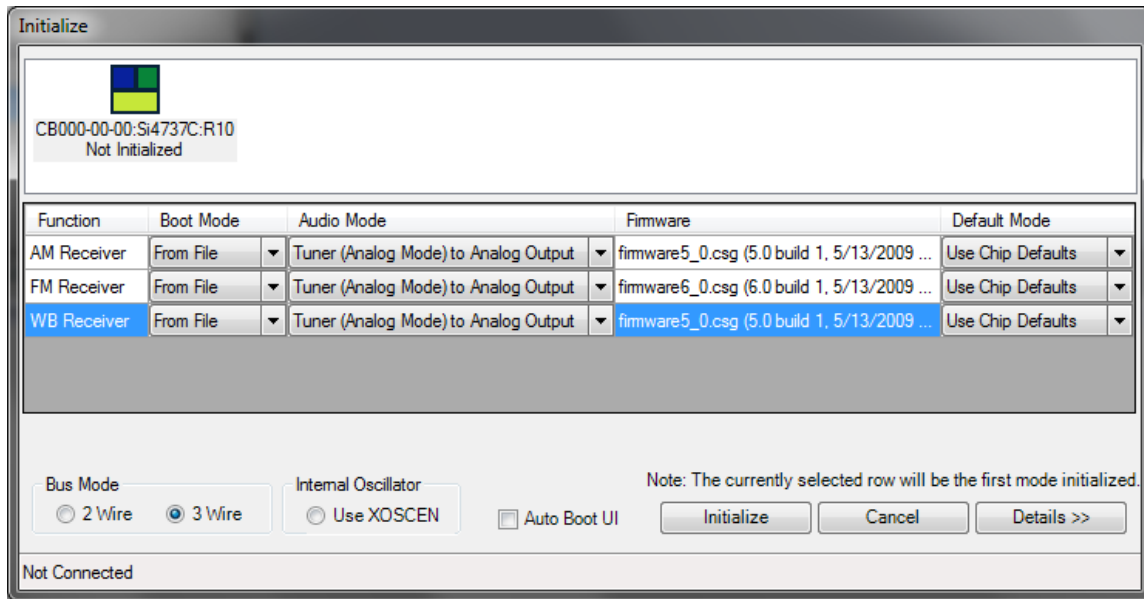 Initialize
CB000-00-00:Si4737C:R10
Not Initialized
Function Boot Mode Audio Mode Firmware Default Mode
AM Receiver From File Tuner (Analog Mode) to Analog Output firmware5_0.csg (5.0 build 1, 5/13/2009 ... Use Chip Defaults
FM Receiver From File Tuner (Analog Mode) to Analog Output firmware6_0.csg (6.0 build 1, 5/13/2009 ... Use Chip Defaults
WB Receiver From File Tuner (Analog Mode) to Analog Output firmware5_0.csg (5.0 build 1, 5/13/2009 ... Use Chip Defaults
Note: The currently selected row will be the first mode initialized.
Bus Mode Internal Oscillator
2 Wire 3 Wire Use XOSCEN Auto Boot UI Initialize Cancel Details >>
Not Connected